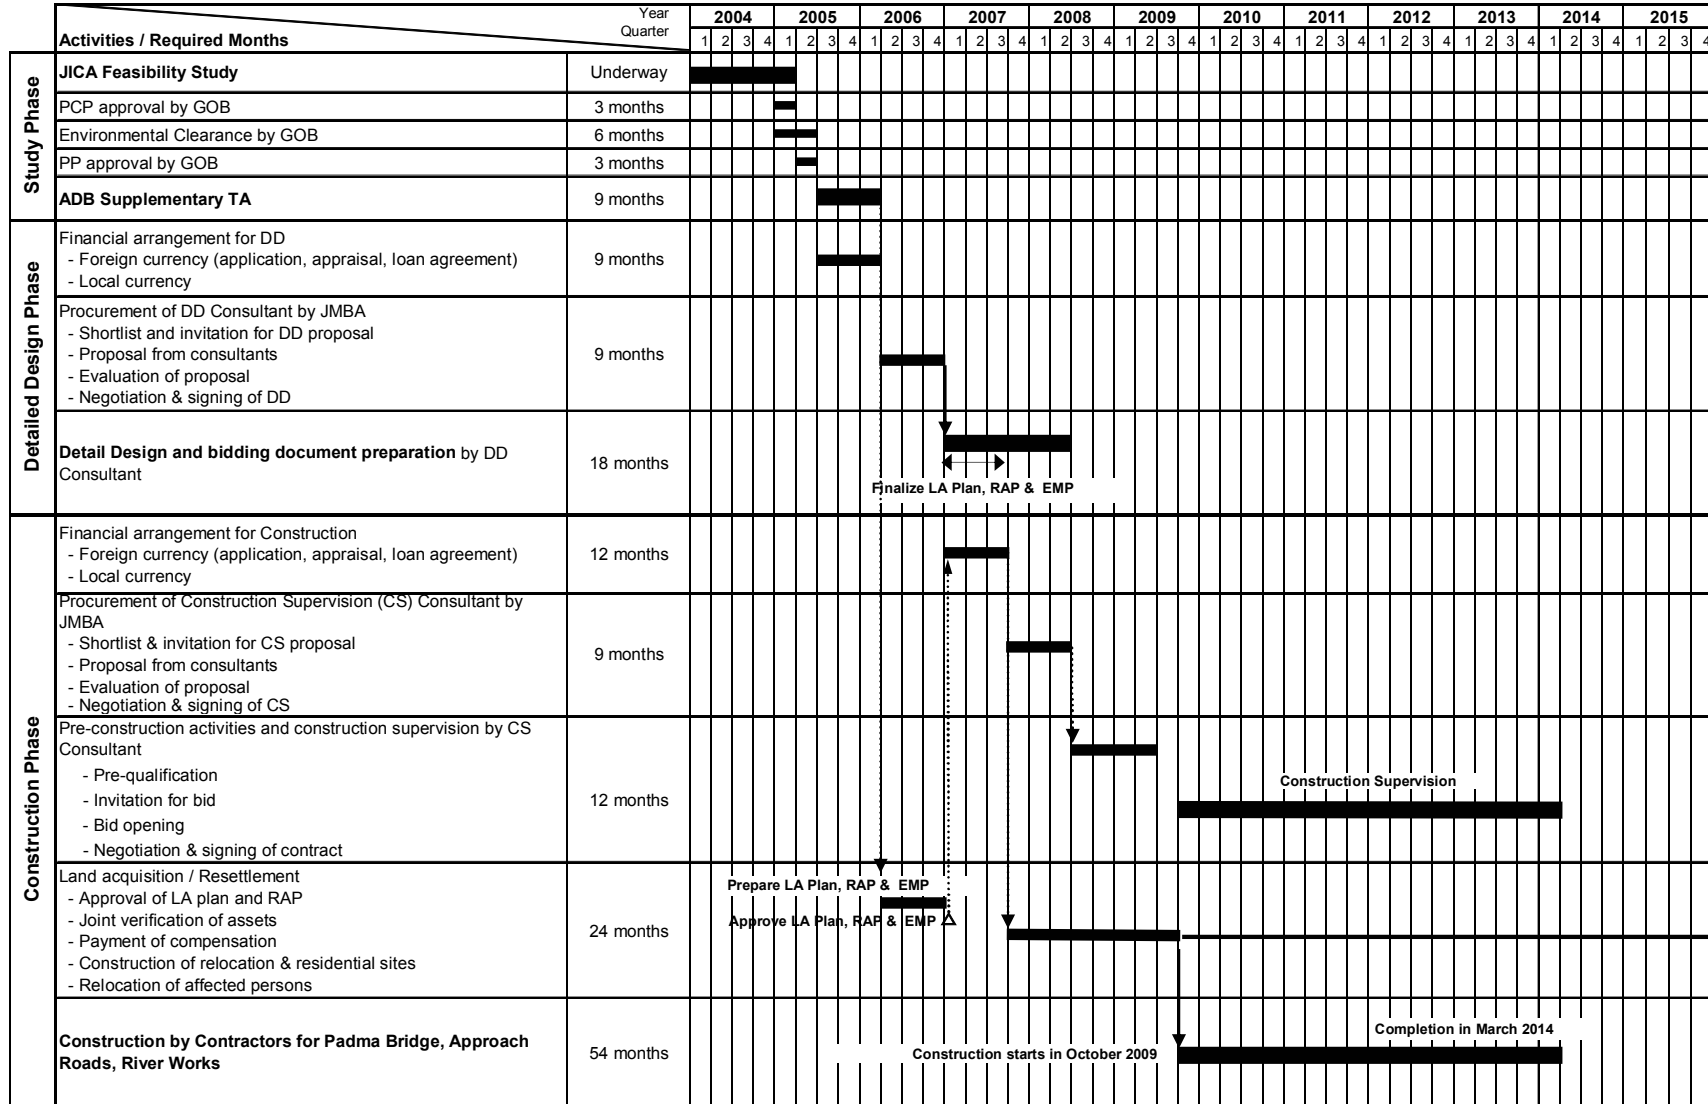 Year
Quarter
Activities / Required Months
2004 2005 2006 2007 2008 2009 2010 2011 2012 2013 2014 2015
1 2 3 4 1 2 3 4 1 2 3 4 1 2 3 4 1 2 3 4 1 2 3 4 1 2 3 4 1 2 3 4 1 2 3 4 1 2 3 4 1 2 3 4 1 2 3 4
Study Phase
JICA Feasibility Study Underway
PCP approval by GOB 3 months
Environmental Clearance by GOB 6 months
PP approval by GOB 3 months
ADB Supplementary TA 9 months
Detailed Design Phase
Financial arrangement for DD
- Foreign currency (application, appraisal, loan agreement) 9 months
- Local currency
Procurement of DD Consultant by JMBA
- Shortlist and invitation for DD proposal
- Proposal from consultants 9 months
- Evaluation of proposal
- Negotiation & signing of DD
Detail Design and bidding document preparation by DD
Consultant
18 months
Finalize LA Plan, RAP & EMP
Construction Phase
Financial arrangement for Construction
- Foreign currency (application, appraisal, loan agreement) 12 months
- Local currency
Procurement of Construction Supervision (CS) Consultant by
JMBA
- Shortlist & invitation for CS proposal
9 months
- Proposal from consultants
- Evaluation of proposal
- Negotiation & signing of CS
Pre-construction activities and construction supervision by CS
Consultant
- Pre-qualification
Construction Supervision
- Invitation for bid 12 months
- Bid opening
- Negotiation & signing of contract
Land acquisition / Resettlement
Prepare LA Plan, RAP & EMP
- Approval of LA plan and RAP
- Joint verification of assets
Approve LA Plan, RAP & EMP
24 months
- Payment of compensation
- Construction of relocation & residential sites
- Relocation of affected persons
Completion in March 2014
Construction by Contractors for Padma Bridge, Approach
Roads, River Works
54 months
Construction starts in October 2009